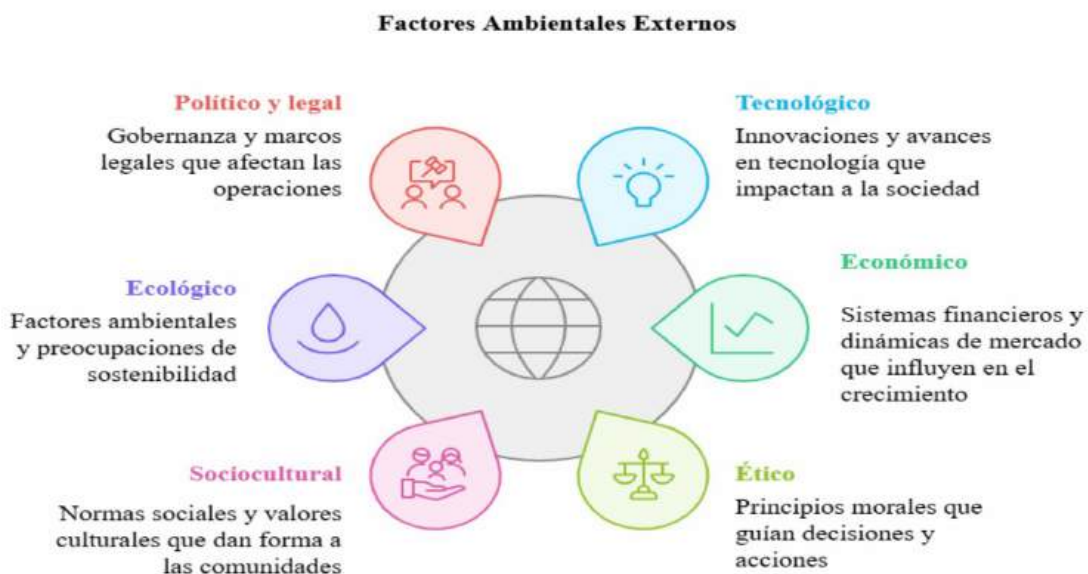 Factores Ambientales Externos
Político y legal
Gobernanza y marcos
legales que afectan las
operaciones
Tecnológico
Innovaciones y avances
en tecnología que
impactan a la sociedad
Ecológico
Factores ambientales
y preocupaciones de
sostenibilidad
Económico
Sistemas financieros y
dinámicas de mercado
que influyen en el
crecimiento
Sociocultural
Normas sociales y valores
culturales que dan forma a
las comunidades
Ético
Principios morales que
guían decisiones y
acciones